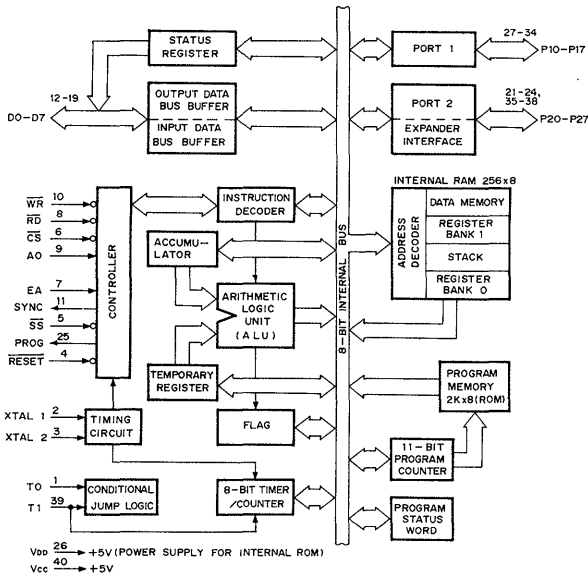 STATUS
REGISTER
PORT 1
27-34
P10-P17
12-19
D0-D7
OUTPUT DATA
BUS BUFFER
INPUT DATA
BUS BUFFER
PORT 2
EXPANDER
INTERFACE
21-24,
35-38
P20-P27
INTERNAL RAM 256x8
ADDRESS
DECODER
DATA MEMORY
REGISTER
BANK 1
STACK
REGISTER
BANK 0
WR 10
RD 8
CS 6
AO 9
EA 7
SYNC 11
SS 5
PROG 25
RESET 4
CONTROLLER
INSTRUCTION
DECODER
ACCUMU-
LATOR
ARITHMETIC
LOGIC
UNIT
(ALU)
TEMPORARY
REGISTER
FLAG
8-BIT INTERNAL BUS
PROGRAM
MEMORY
2Kx8(ROM)
11-BIT
PROGRAM
COUNTER
PROGRAM
STATUS
WORD
XTAL 1 2
XTAL 2 3
TIMING
CIRCUIT
TO 1
T1 39
CONDITIONAL
JUMP LOGIC
8-BIT TIMER
/COUNTER
VDD 26 +5V (POWER SUPPLY FOR INTERNAL ROM)
Vcc 40 +5V